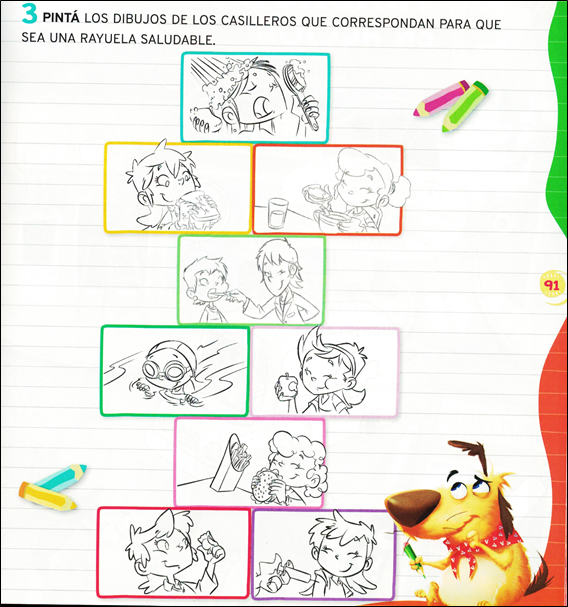 3 PINTÁ LOS DIBUJOS DE LOS CASILLEROS QUE CORRESPONDAN PARA QUE
SEA UNA RAYUELA SALUDABLE.
91